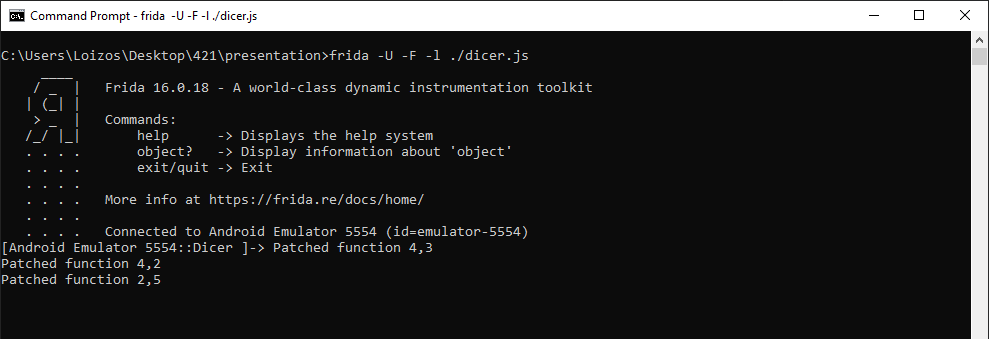 Command Prompt - frida  -U -F -l ./dicer.js
C:\Users\Loizos\Desktop\421\presentation>frida -U -F -l ./dicer.js
     ____
    / _  |   Frida 16.0.18 - A world-class dynamic instrumentation toolkit
   | (_| |
    > _  |   Commands:
   /_/ |_|       help      -> Displays the help system
   . . . .       object?   -> Display information about 'object'
   . . . .       exit/quit -> Exit
   . . . .
   . . . .   More info at https://frida.re/docs/home/
   . . . .
   . . . .   Connected to Android Emulator 5554 (id=emulator-5554)
[Android Emulator 5554::Dicer ]-> Patched function 4,3
Patched function 4,2
Patched function 2,5